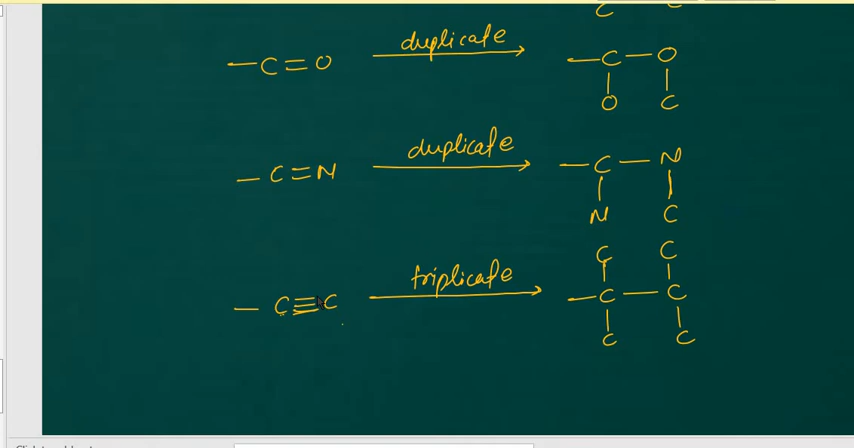 C C
–C=O duplicate –C–O
O C
–C=N duplicate –C–N
N C
C C
–C≡C triplicate –C–C
C C